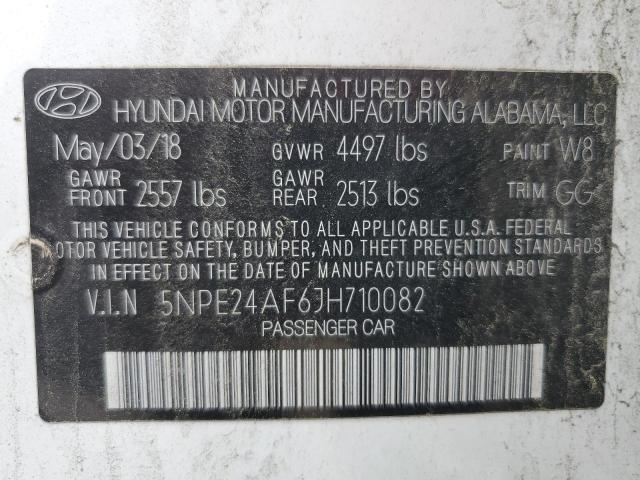 MANUFACTURED BY
HYUNDAI MOTOR MANUFACTURING ALABAMA, LLC
May/03/18 GVWR 4497 lbs PAINT W8
GAWR FRONT 2557 lbs GAWR REAR 2513 lbs TRIM GG
THIS VEHICLE CONFORMS TO ALL APPLICABLE U.S.A. FEDERAL
MOTOR VEHICLE SAFETY, BUMPER, AND THEFT PREVENTION STANDARDS
IN EFFECT ON THE DATE OF MANUFACTURE SHOWN ABOVE
V.I.N 5NPE24AF6JH710082
PASSENGER CAR